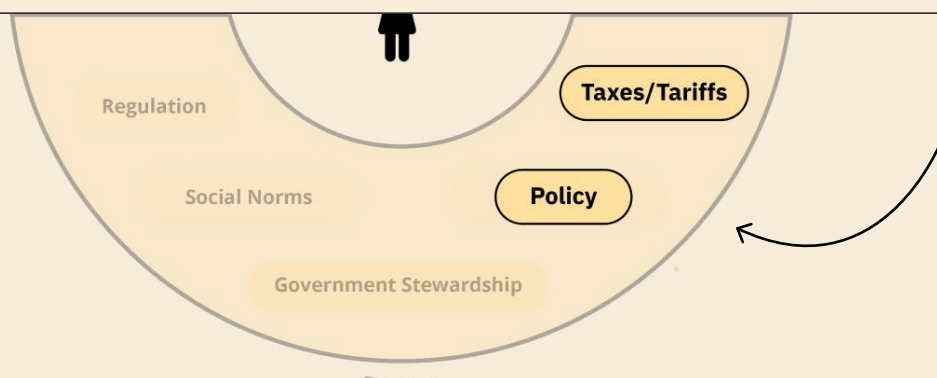 Taxes/Tariffs
Regulation
Policy
Social Norms
Government Stewardship